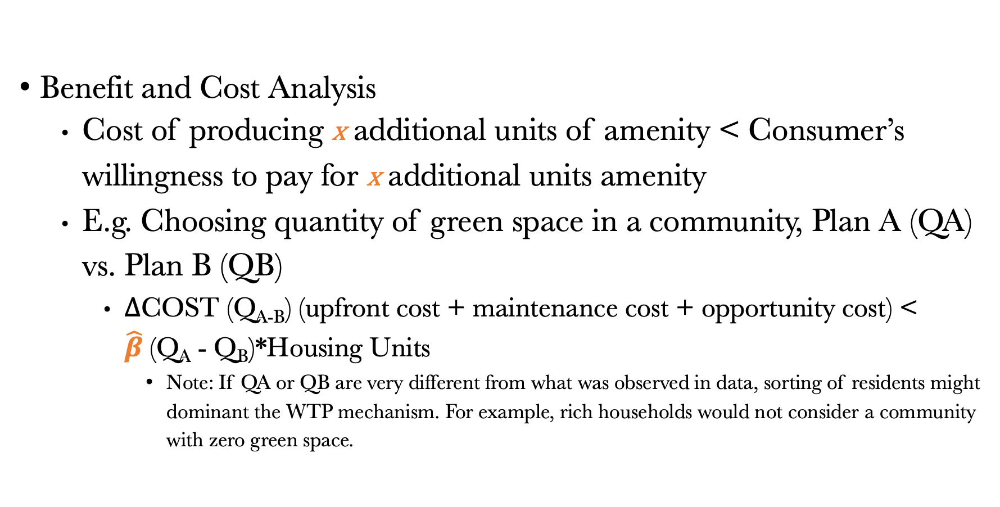 • Benefit and Cost Analysis
• Cost of producing x additional units of amenity < Consumer’s
willingness to pay for x additional units amenity
• E.g. Choosing quantity of green space in a community, Plan A (QA)
vs. Plan B (QB)
• ΔCOST (Q_A-B) (upfront cost + maintenance cost + opportunity cost) <
β̂ (Q_A - Q_B)*Housing Units
• Note: If QA or QB are very different from what was observed in data, sorting of residents might
dominant the WTP mechanism. For example, rich households would not consider a community
with zero green space.